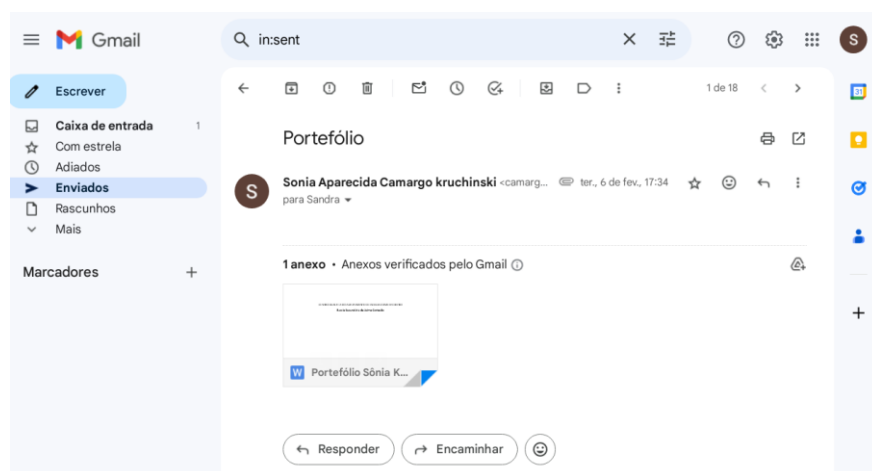 Gmail
in:sent
S
Escrever
1 de 18
31
Caixa de entrada 1
Com estrela
Adiados
Enviados
Rascunhos
Mais
Marcadores
Portefólio
S
Sonia Aparecida Camargo kruchinski <camarg... ter., 6 de fev., 17:34
para Sandra
1 anexo • Anexos verificados pelo Gmail
W Portefólio Sônia K...
Responder
Encaminhar